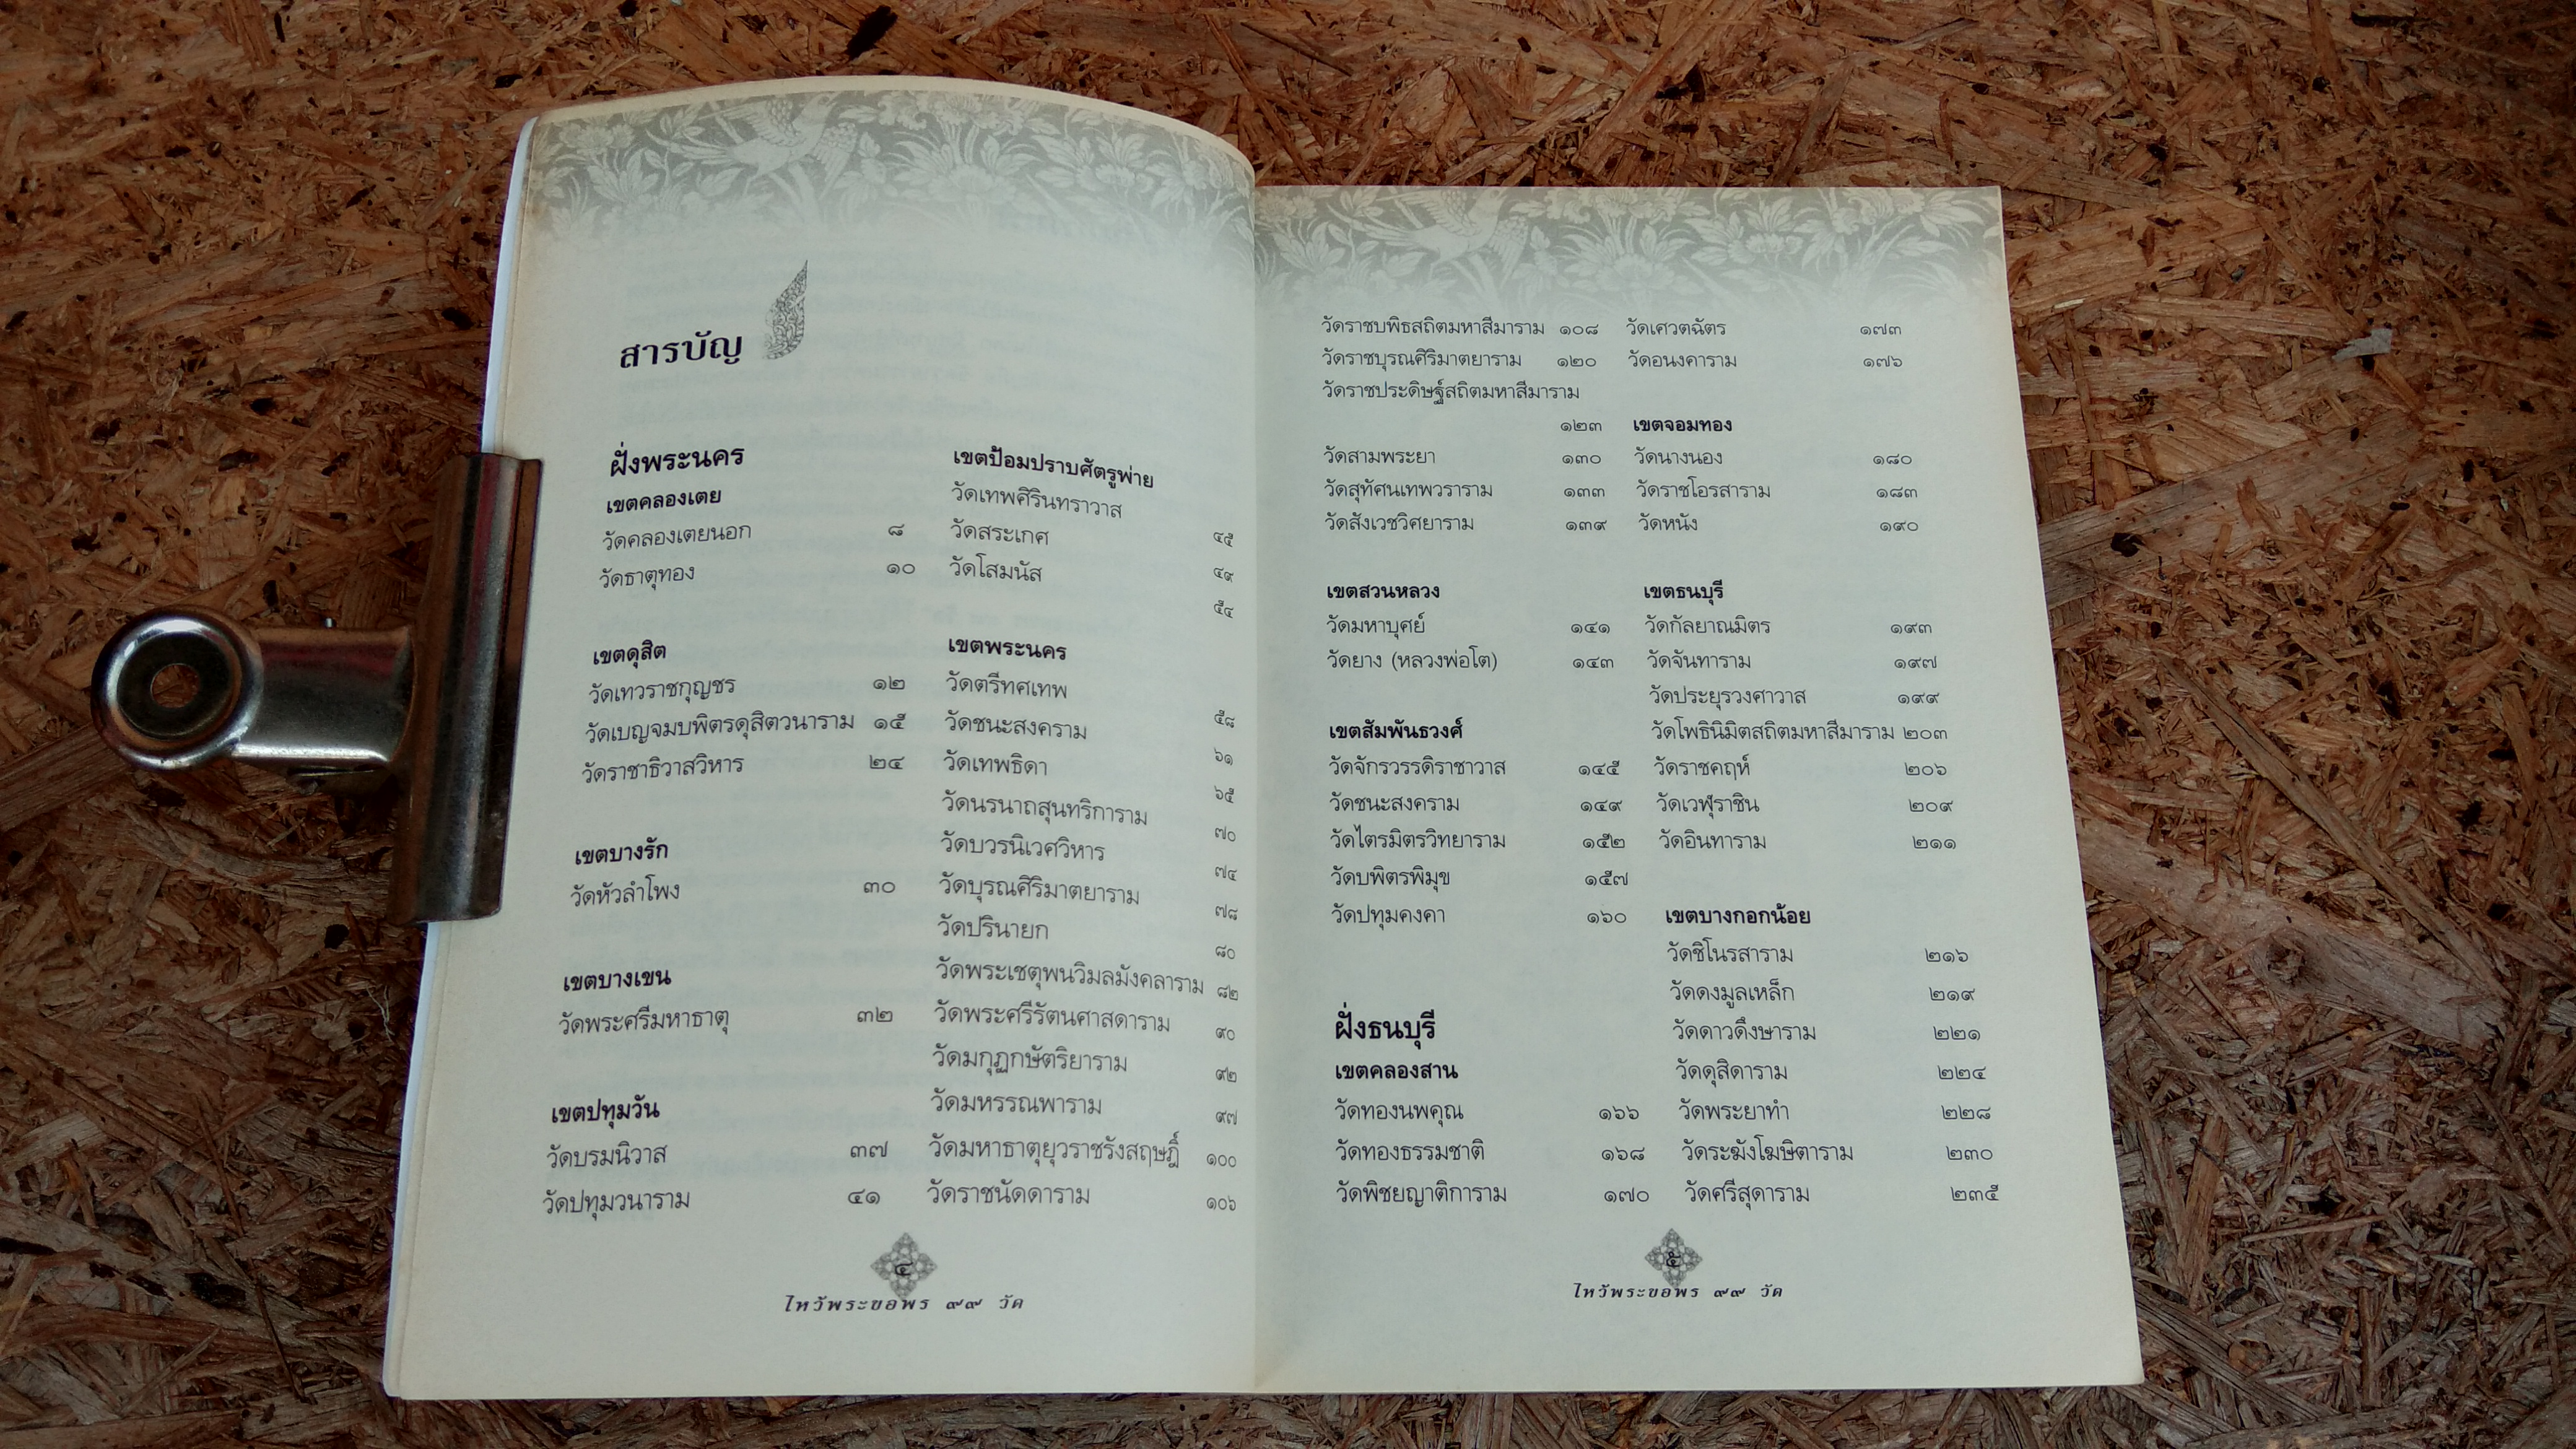 สารบัญ
ฝั่งพระนคร
เขตคลองเตย
วัดคลองเตยนอก ๘
วัดธาตุทอง ๑๐
เขตดุสิต
วัดเทวราชกุญชร ๑๒
วัดเบญจมบพิตรดุสิตวนาราม ๑๕
วัดราชาธิวาสวิหาร ๒๔
เขตบางรัก
วัดหัวลำโพง ๓๐
เขตบางเขน
วัดพระศรีมหาธาตุ ๓๒
เขตปทุมวัน
วัดบรมนิวาส ๓๗
วัดปทุมวนาราม ๔๑
เขตป้อมปราบศัตรูพ่าย
วัดเทพศิรินทราวาส ๔๕
วัดสระเกศ ๔๙
วัดโสมนัส ๕๔
เขตพระนคร
วัดตรีทศเทพ ๕๘
วัดชนะสงคราม ๖๑
วัดเทพธิดา ๖๕
วัดนรนาถสุนทริการาม ๗๐
วัดบวรนิเวศวิหาร ๗๔
วัดบุรณศิริมาตยาราม ๗๘
วัดปรินายก ๘๐
วัดพระเชตุพนวิมลมังคลาราม ๘๒
วัดพระศรีรัตนศาสดาราม ๙๐
วัดมกุฏกษัตริยาราม ๙๒
วัดมหรรณพาราม ๙๗
วัดมหาธาตุยุวราชรังสฤษฎิ์ ๑๐๐
วัดราชนัดดาราม ๑๐๖
๔
ไหว้พระขอพร ๙๙ วัด
วัดราชบพิธสถิตมหาสีมาราม ๑๐๘
วัดราชบุรณศิริมาตยาราม ๑๒๐
วัดราชประดิษฐ์สถิตมหาสีมาราม
๑๒๓
วัดสามพระยา ๑๓๐
วัดสุทัศนเทพวราราม ๑๓๓
วัดสังเวชวิศยาราม ๑๓๙
เขตสวนหลวง
วัดมหาบุศย์ ๑๔๑
วัดยาง (หลวงพ่อโต) ๑๔๓
เขตสัมพันธวงศ์
วัดจักรวรรดิราชาวาส ๑๔๕
วัดชนะสงคราม ๑๔๙
วัดไตรมิตรวิทยาราม ๑๕๒
วัดบพิตรพิมุข ๑๕๗
วัดปทุมคงคา ๑๖๐
ฝั่งธนบุรี
เขตคลองสาน
วัดทองนพคุณ ๑๖๖
วัดทองธรรมชาติ ๑๖๘
วัดพิชยญาติการาม ๑๗๐
วัดเศวตฉัตร ๑๗๓
วัดอนงคาราม ๑๗๖
เขตจอมทอง
วัดนางนอง ๑๘๐
วัดราชโอรสาราม ๑๘๓
วัดหนัง ๑๙๐
เขตธนบุรี
วัดกัลยาณมิตร ๑๙๓
วัดจันทาราม ๑๙๗
วัดประยุรวงศาวาส ๑๙๙
วัดโพธินิมิตสถิตมหาสีมาราม ๒๐๓
วัดราชคฤห์ ๒๐๖
วัดเวฬุราชิน ๒๐๙
วัดอินทาราม ๒๑๑
เขตบางกอกน้อย
วัดชิโนรสาราม ๒๑๖
วัดดงมูลเหล็ก ๒๑๙
วัดดาวดึงษาราม ๒๒๑
วัดดุสิดาราม ๒๒๔
วัดพระยาทำ ๒๒๘
วัดระฆังโฆษิตาราม ๒๓๐
วัดศรีสุดาราม ๒๓๕
๕
ไหว้พระขอพร ๙๙ วัด